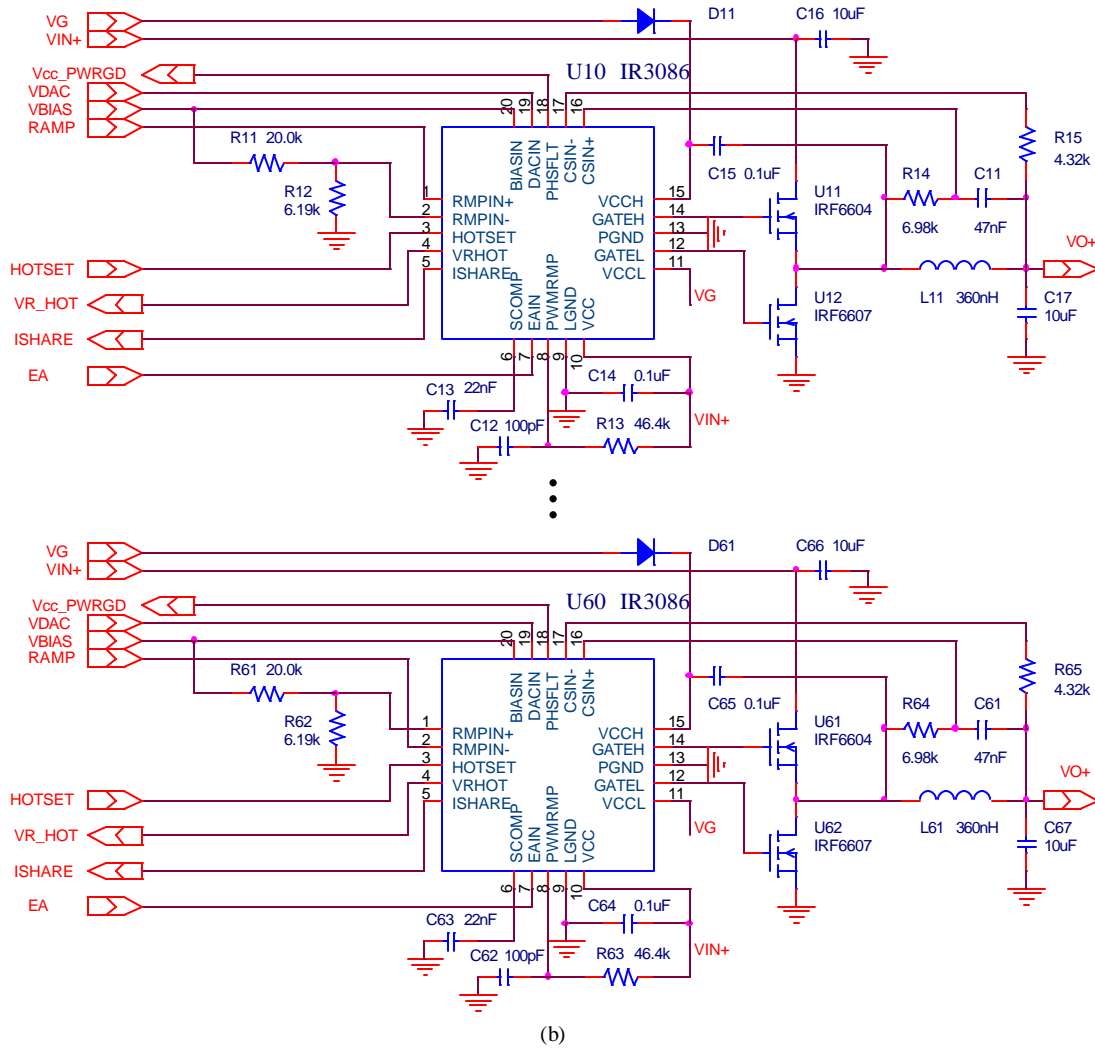 VG
D11
C16 10uF
VIN+
Vcc_PWRGD
U10 IR3086
VDAC
VBIAS
RAMP
20 19 18 17 16
R11 20.0k
R15
4.32k
BIASIN DACIN PHSFLT CSIN- CSIN+
C15 0.1uF
R14
C11
R12
6.19k
1 RMPIN+
VCCH 15
U11
IRF6604
2 RMPIN-
GATEH 14
6.98k
47nF
3 HOTSET
PGND 13
VO+
4 VRHOT
GATEL 12
HOTSET
5 ISHARE
VCCL 11
VG
L11 360nH
VR_HOT
SCOMP EAIN PWMRMP LGND VCC
U12
IRF6607
C17
10uF
ISHARE
6 7 8 9 10
EA
C14 0.1uF
C13 22nF
VIN+
C12 100pF
R13 46.4k
VG
D61
C66 10uF
VIN+
Vcc_PWRGD
U60 IR3086
VDAC
VBIAS
RAMP
20 19 18 17 16
R61 20.0k
R65
4.32k
BIASIN DACIN PHSFLT CSIN- CSIN+
C65 0.1uF
R64
C61
R62
6.19k
1 RMPIN+
VCCH 15
U61
IRF6604
2 RMPIN-
GATEH 14
6.98k
47nF
3 HOTSET
PGND 13
VO+
4 VRHOT
GATEL 12
HOTSET
5 ISHARE
VCCL 11
VG
L61 360nH
VR_HOT
SCOMP EAIN PWMRMP LGND VCC
U62
IRF6607
C67
10uF
ISHARE
6 7 8 9 10
EA
C64 0.1uF
C63 22nF
VIN+
C62 100pF
R63 46.4k
(b)